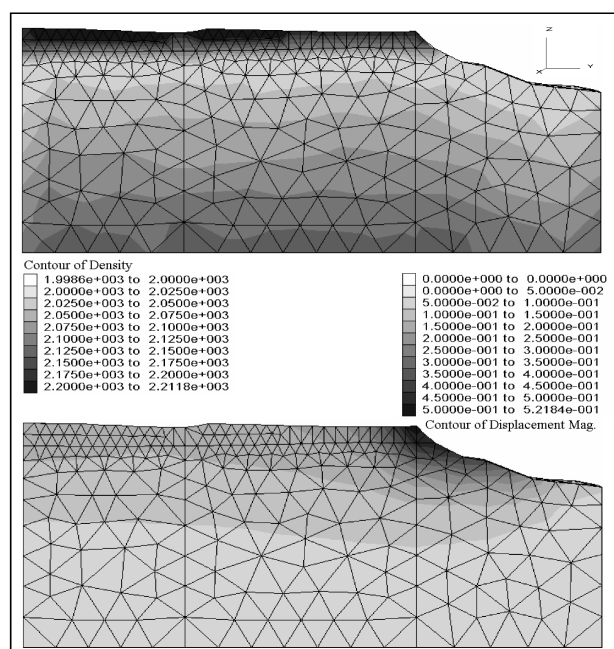 Z
X
Y
Contour of Density
1.9986e+003 to 2.0000e+003
2.0000e+003 to 2.0250e+003
2.0250e+003 to 2.0500e+003
2.0500e+003 to 2.0750e+003
2.0750e+003 to 2.1000e+003
2.1000e+003 to 2.1250e+003
2.1250e+003 to 2.1500e+003
2.1500e+003 to 2.1750e+003
2.1750e+003 to 2.2000e+003
2.2000e+003 to 2.2118e+003
0.0000e+000 to 0.0000e+000
0.0000e+000 to 5.0000e-002
5.0000e-002 to 1.0000e-001
1.0000e-001 to 1.5000e-001
1.5000e-001 to 2.0000e-001
2.0000e-001 to 2.5000e-001
2.5000e-001 to 3.0000e-001
3.0000e-001 to 3.5000e-001
3.5000e-001 to 4.0000e-001
4.0000e-001 to 4.5000e-001
4.5000e-001 to 5.0000e-001
5.0000e-001 to 5.2184e-001
Contour of Displacement Mag.